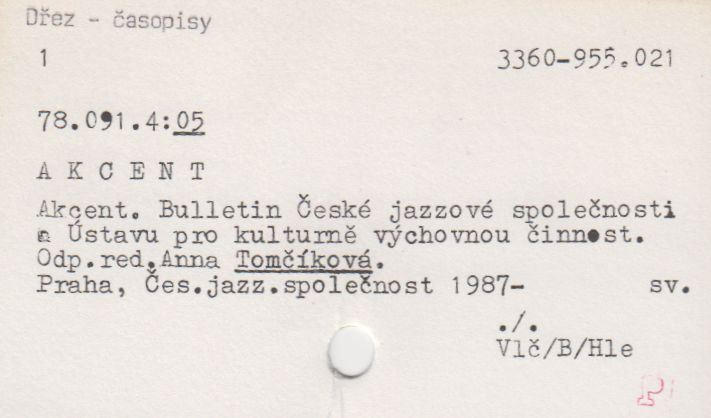 Dřez - časopisy
1 3360-955.021
78.091.4:05
A K C E N T
Akcent. Bulletin České jazzové společnosti
a Ústavu pro kulturně výchovnou činnost.
Odp.red.Anna Tomčíková.
Praha, Čes.jazz.společnost 1987- sv.
./.
Vlč/B/Hle
P